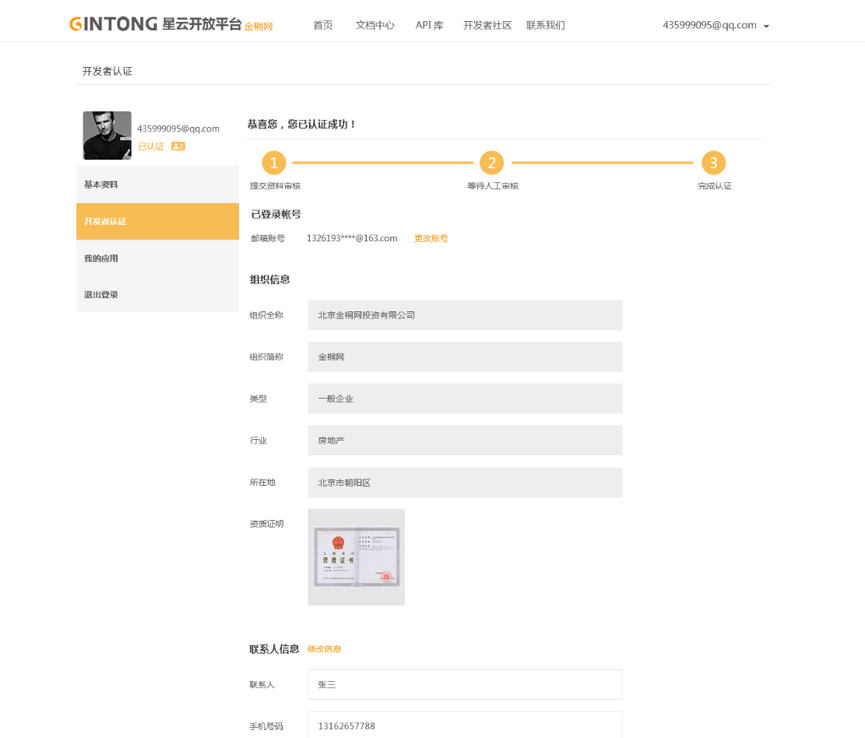 GINTONG 星云开放平台 金桐网
首页 文档中心 API 库 开发者社区 联系我们 435999095@qq.com
开发者认证
435999095@qq.com
已认证
基本资料
开发者认证
我的应用
退出登录
恭喜您，您已认证成功！
1 2 3
提交资料审核 等待人工审核 完成认证
已登录帐号
邮箱账号 1326193****@163.com 更改账号
组织信息
组织全称 北京金桐网投资有限公司
组织简称 金桐网
类型 一般企业
行业 房地产
所在地 北京市朝阳区
资质证明
资质证书
联系人信息 修改信息
联系人 张三
手机号码 13162657788